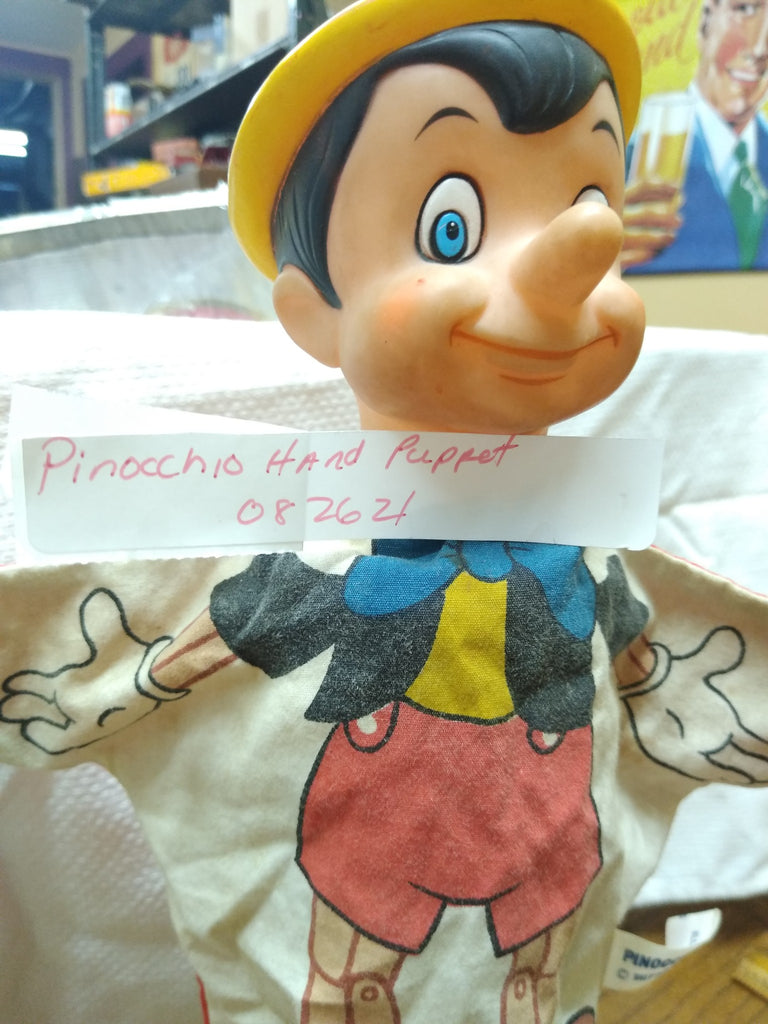 Pinocchio Hand Puppet
082621
PINOC
©